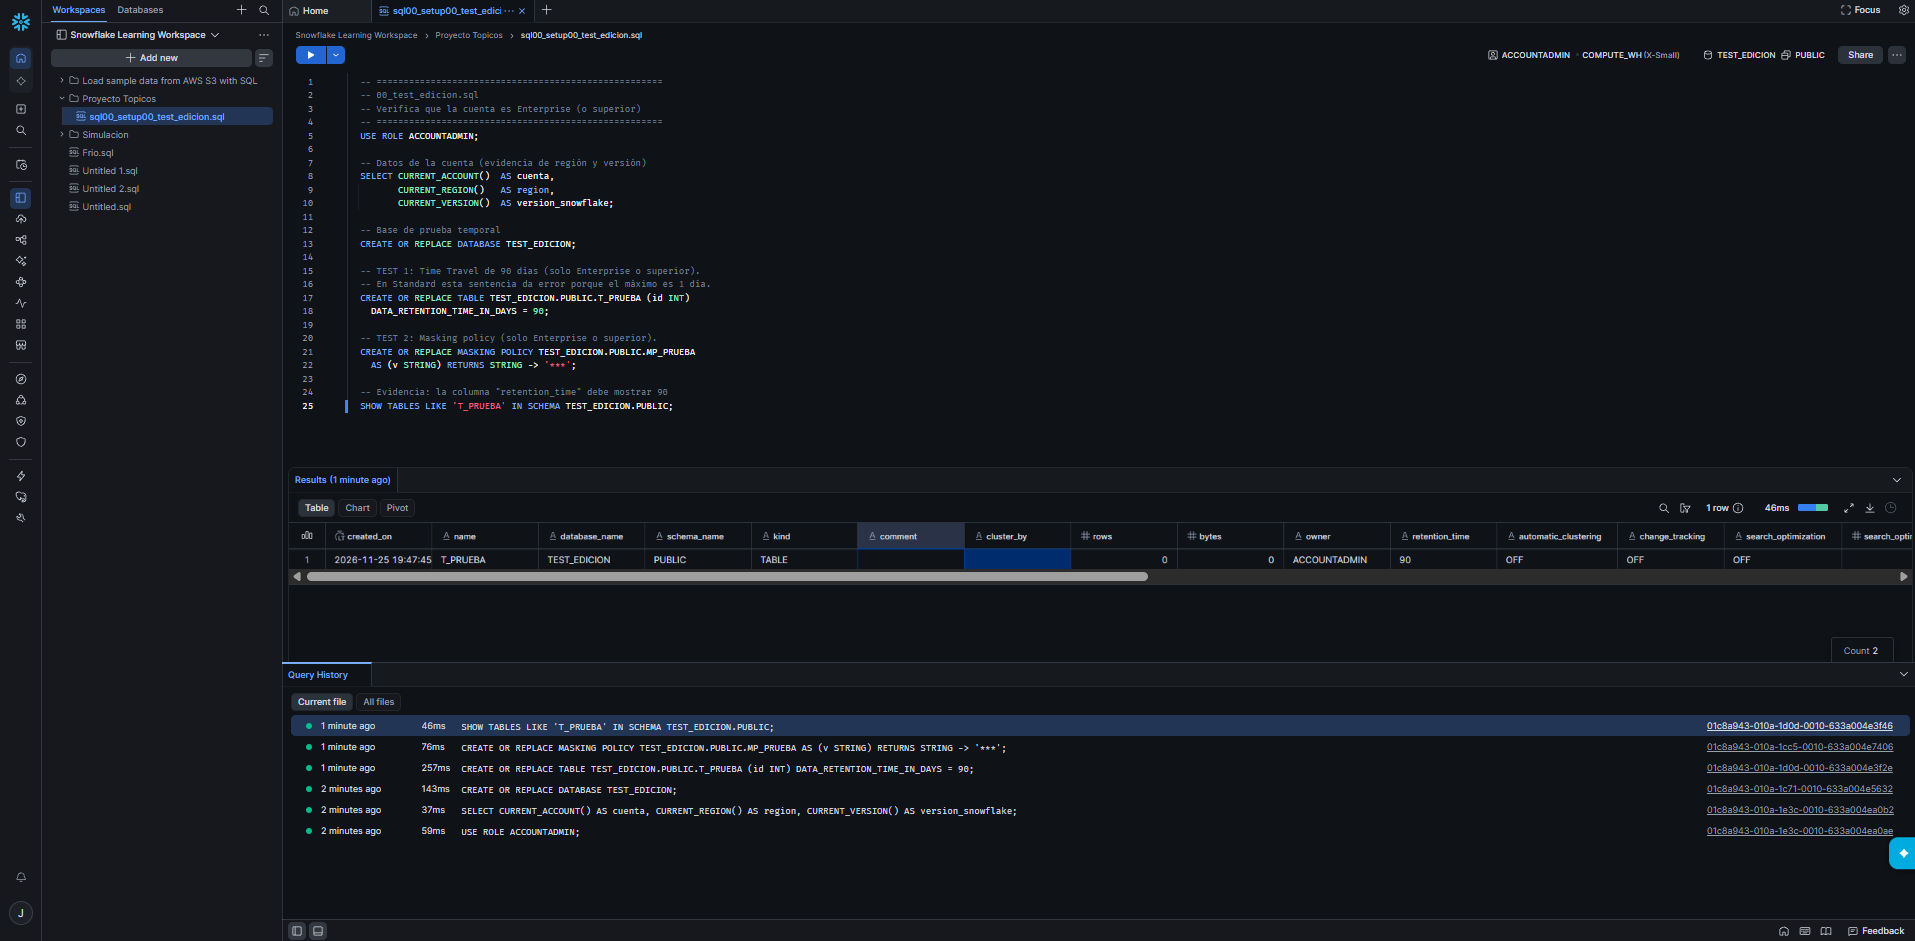 Workspaces Databases
Snowflake Learning Workspace
Add new
Load sample data from AWS S3 with SQL
Proyecto Topicos
sql00_setup00_test_edicion.sql
Simulacion
Frio.sql
Untitled 1.sql
Untitled 2.sql
Untitled.sql
J
Home sql00_setup00_test_edici ··· Focus
Snowflake Learning Workspace > Proyecto Topicos > sql00_setup00_test_edicion.sql
ACCOUNTADMIN · COMPUTE_WH (X-Small) TEST_EDICION PUBLIC Share
1 -- =====================================================
2 -- 00_test_edicion.sql
3 -- Verifica que la cuenta es Enterprise (o superior)
4 -- =====================================================
5 USE ROLE ACCOUNTADMIN;
6
7 -- Datos de la cuenta (evidencia de región y versión)
8 SELECT CURRENT_ACCOUNT() AS cuenta,
9 CURRENT_REGION() AS region,
10 CURRENT_VERSION() AS version_snowflake;
11
12 -- Base de prueba temporal
13 CREATE OR REPLACE DATABASE TEST_EDICION;
14
15 -- TEST 1: Time Travel de 90 días (solo Enterprise o superior).
16 -- En Standard esta sentencia da error porque el máximo es 1 día.
17 CREATE OR REPLACE TABLE TEST_EDICION.PUBLIC.T_PRUEBA (id INT)
18 DATA_RETENTION_TIME_IN_DAYS = 90;
19
20 -- TEST 2: Masking policy (solo Enterprise o superior).
21 CREATE OR REPLACE MASKING POLICY TEST_EDICION.PUBLIC.MP_PRUEBA
22 AS (v STRING) RETURNS STRING -> '***';
23
24 -- Evidencia: la columna "retention_time" debe mostrar 90
25 SHOW TABLES LIKE 'T_PRUEBA' IN SCHEMA TEST_EDICION.PUBLIC;
Results (1 minute ago)
Table Chart Pivot 1 row 46ms
created_on name database_name schema_name kind comment cluster_by rows bytes owner retention_time automatic_clustering change_tracking search_optimization search_optir
1 2026-11-25 19:47:45 T_PRUEBA TEST_EDICION PUBLIC TABLE 0 0 ACCOUNTADMIN 90 OFF OFF OFF
Count 2
Query History
Current file All files
1 minute ago 46ms SHOW TABLES LIKE 'T_PRUEBA' IN SCHEMA TEST_EDICION.PUBLIC; 01c8a943-010a-1d0d-0010-633a004e3f46
1 minute ago 76ms CREATE OR REPLACE MASKING POLICY TEST_EDICION.PUBLIC.MP_PRUEBA AS (v STRING) RETURNS STRING -> '***'; 01c8a943-010a-1cc5-0010-633a004e7406
1 minute ago 257ms CREATE OR REPLACE TABLE TEST_EDICION.PUBLIC.T_PRUEBA (id INT) DATA_RETENTION_TIME_IN_DAYS = 90; 01c8a943-010a-1d0d-0010-633a004e3f2e
2 minutes ago 143ms CREATE OR REPLACE DATABASE TEST_EDICION; 01c8a943-010a-1c71-0010-633a004e5632
2 minutes ago 37ms SELECT CURRENT_ACCOUNT() AS cuenta, CURRENT_REGION() AS region, CURRENT_VERSION() AS version_snowflake; 01c8a943-010a-1e3c-0010-633a004ea0b2
2 minutes ago 59ms USE ROLE ACCOUNTADMIN; 01c8a943-010a-1e3c-0010-633a004ea0ae
Feedback